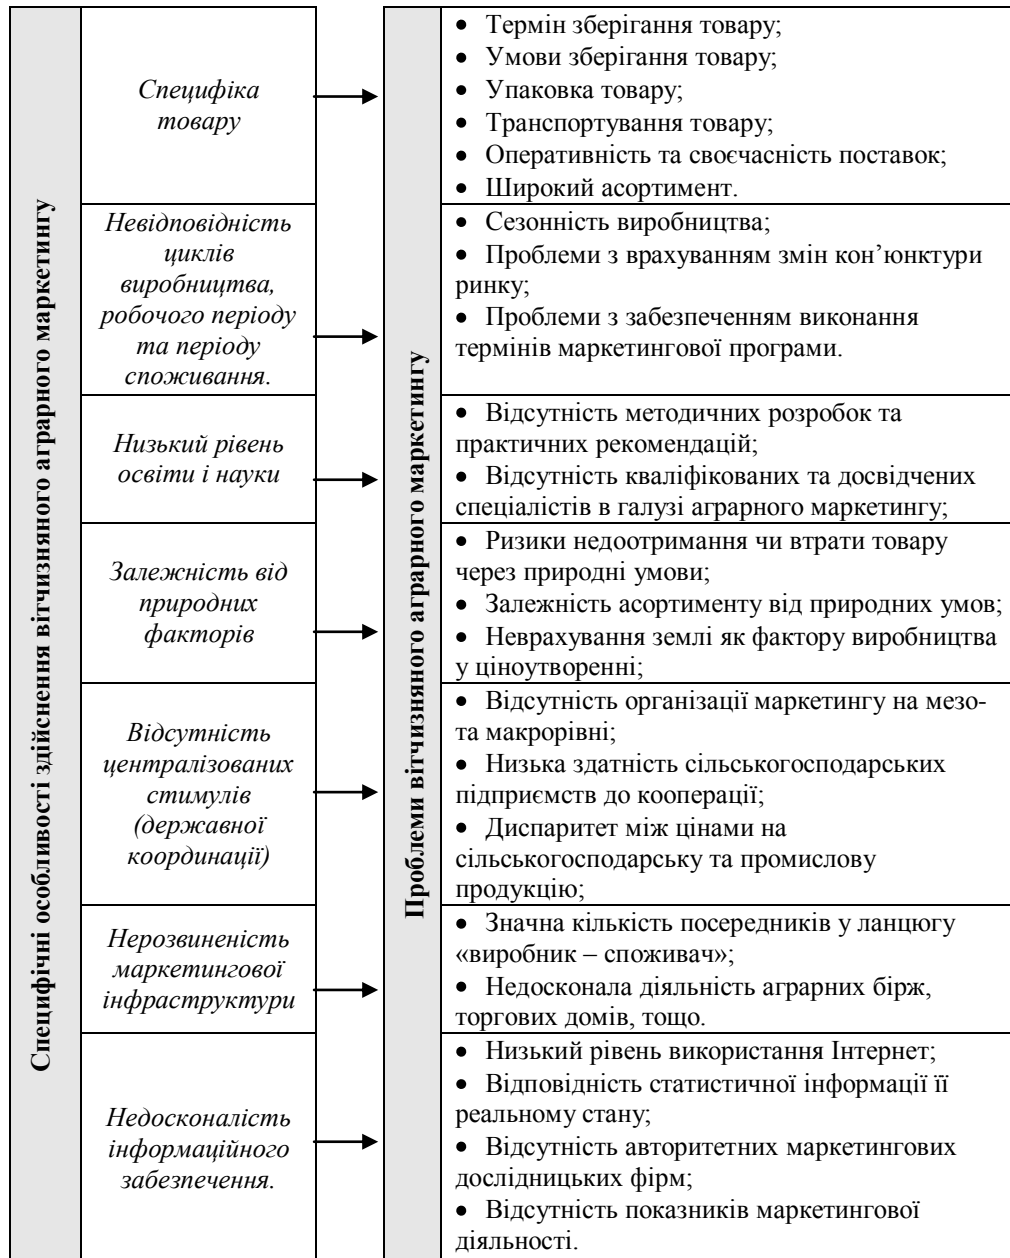 Специфічні особливості здійснення вітчизняного аграрного маркетингу
Проблеми вітчизняного аграрного маркетингу
Специфіка
товару
• Термін зберігання товару;
• Умови зберігання товару;
• Упаковка товару;
• Транспортування товару;
• Оперативність та своєчасність поставок;
• Широкий асортимент.
Невідповідність
циклів
виробництва,
робочого періоду
та періоду
споживання.
• Сезонність виробництва;
• Проблеми з врахуванням змін кон’юнктури
ринку;
• Проблеми з забезпеченням виконання
термінів маркетингової програми.
Низький рівень
освіти і науки
• Відсутність методичних розробок та
практичних рекомендацій;
• Відсутність кваліфікованих та досвідчених
спеціалістів в галузі аграрного маркетингу;
Залежність від
природних
факторів
• Ризики недоотримання чи втрати товару
через природні умови;
• Залежність асортименту від природних умов;
• Неврахування землі як фактору виробництва
у ціноутворенні;
Відсутність
централізованих
стимулів
(державної
координації)
• Відсутність організації маркетингу на мезо-
та макрорівні;
• Низька здатність сільськогосподарських
підприємств до кооперації;
• Диспаритет між цінами на
сільськогосподарську та промислову
продукцію;
Нерозвиненість
маркетингової
інфраструктури
• Значна кількість посередників у ланцюгу
«виробник – споживач»;
• Недосконала діяльність аграрних бірж,
торгових домів, тощо.
Недосконалість
інформаційного
забезпечення.
• Низький рівень використання Інтернет;
• Відповідність статистичної інформації її
реальному стану;
• Відсутність авторитетних маркетингових
дослідницьких фірм;
• Відсутність показників маркетингової
діяльності.